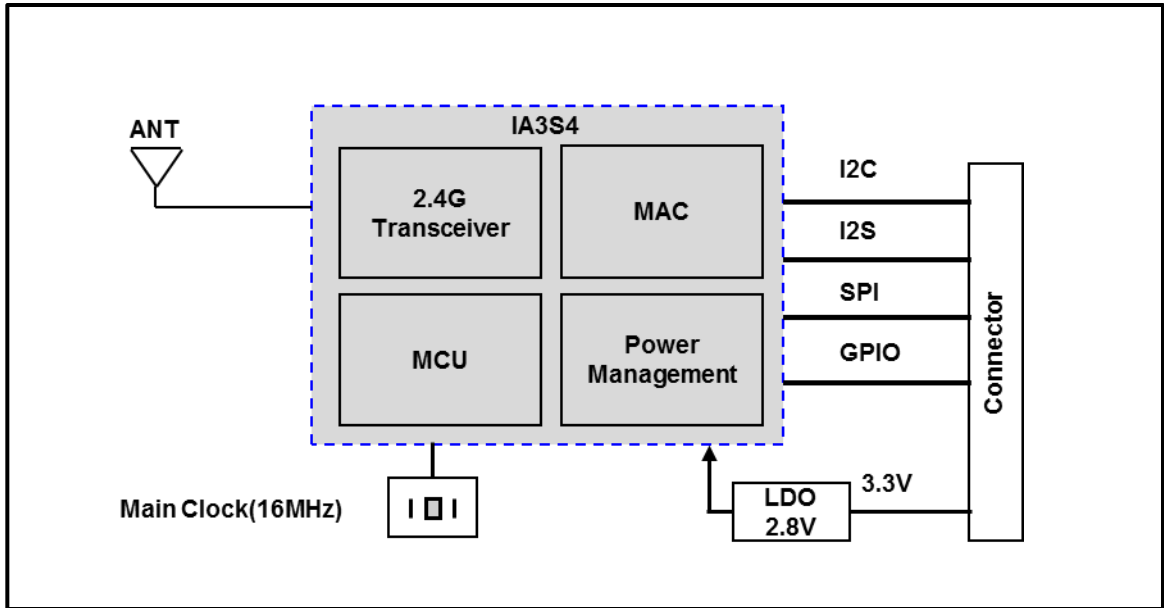 ANT
IA3S4
2.4G
Transceiver
MAC
MCU
Power
Management
I2C
I2S
SPI
GPIO
Connector
Main Clock(16MHz)
LDO
2.8V
3.3V